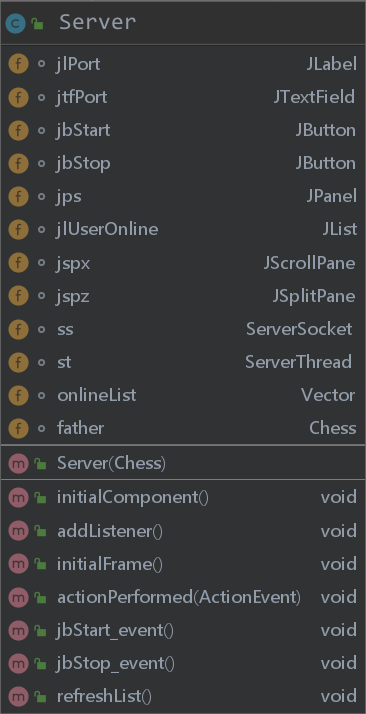 C Server
f jlPort JLabel
f jtfPort JTextField
f jbStart JButton
f jbStop JButton
f jps JPanel
f jlUserOnline JList
f jspx JScrollPane
f jspz JSplitPane
f ss ServerSocket
f st ServerThread
f onlineList Vector
f father Chess
m Server(Chess)
m initialComponent() void
m addListener() void
m initialFrame() void
m actionPerformed(ActionEvent) void
m jbStart_event() void
m jbStop_event() void
m refreshList() void